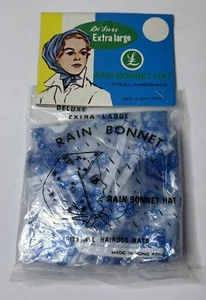 De Luxe
Extra large
RAIN BONNET HAT
FITS ALL HAIRDOS-HATS
DELUXE
EXTRA LARGE
RAIN BONNET
RAIN BONNET HAT
FITS ALL HAIRDOS-HATS
MADE IN HONG KONG